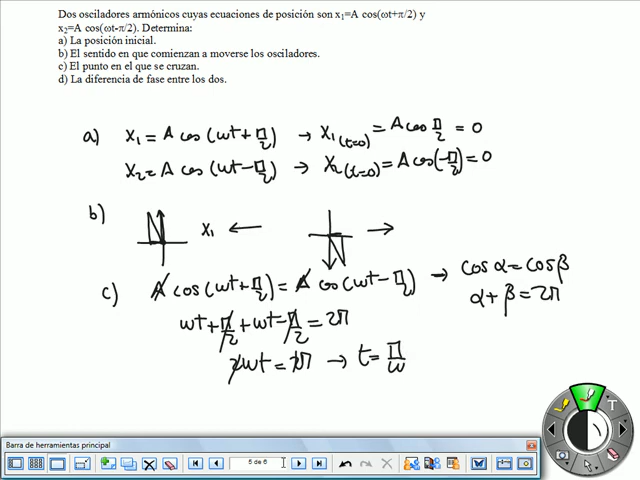 Dos osciladores armónicos cuyas ecuaciones de posición son x₁=A cos(ωt+π/2) y
x₂=A cos(ωt-π/2). Determina:
a) La posición inicial.
b) El sentido en que comienzan a moverse los osciladores.
c) El punto en el que se cruzan.
d) La diferencia de fase entre los dos.
a) x₁ = A cos (ωt + π/2) → x₁(t=0) = A cos π/2 = 0
x₂ = A cos (ωt - π/2) → x₂(t=0) = A cos(-π/2) = 0
b) x₁ ← →
c) A cos (ωt + π/2) = A cos (ωt - π/2) → cos α = cos β
α + β = 2π
ωt + π/2 + ωt - π/2 = 2π
2ωt = 2π → t = π/ω
T
Barra de herramientas principal
5 de 6